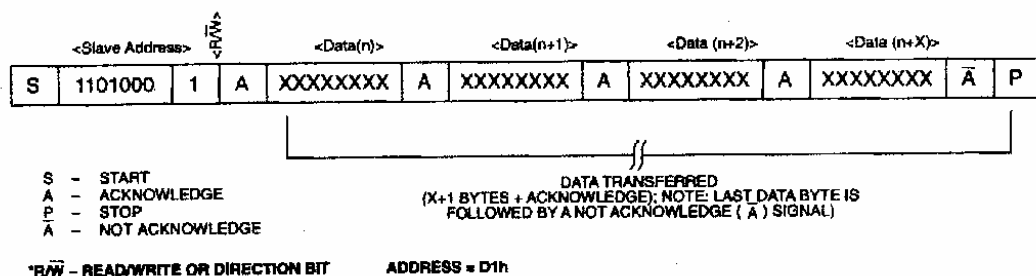 <Slave Address> <R/W̅> <Data(n)> <Data(n+1)> <Data (n+2)> <Data (n+X)>
S 1101000 1 A XXXXXXXX A XXXXXXXX A XXXXXXXX A XXXXXXXX A̅ P
S – START
A – ACKNOWLEDGE
P – STOP
A̅ – NOT ACKNOWLEDGE
DATA TRANSFERRED
(X+1 BYTES + ACKNOWLEDGE); NOTE: LAST DATA BYTE IS
FOLLOWED BY A NOT ACKNOWLEDGE ( A̅ ) SIGNAL)
*R/W̅ – READ/WRITE OR DIRECTION BIT ADDRESS = D1h